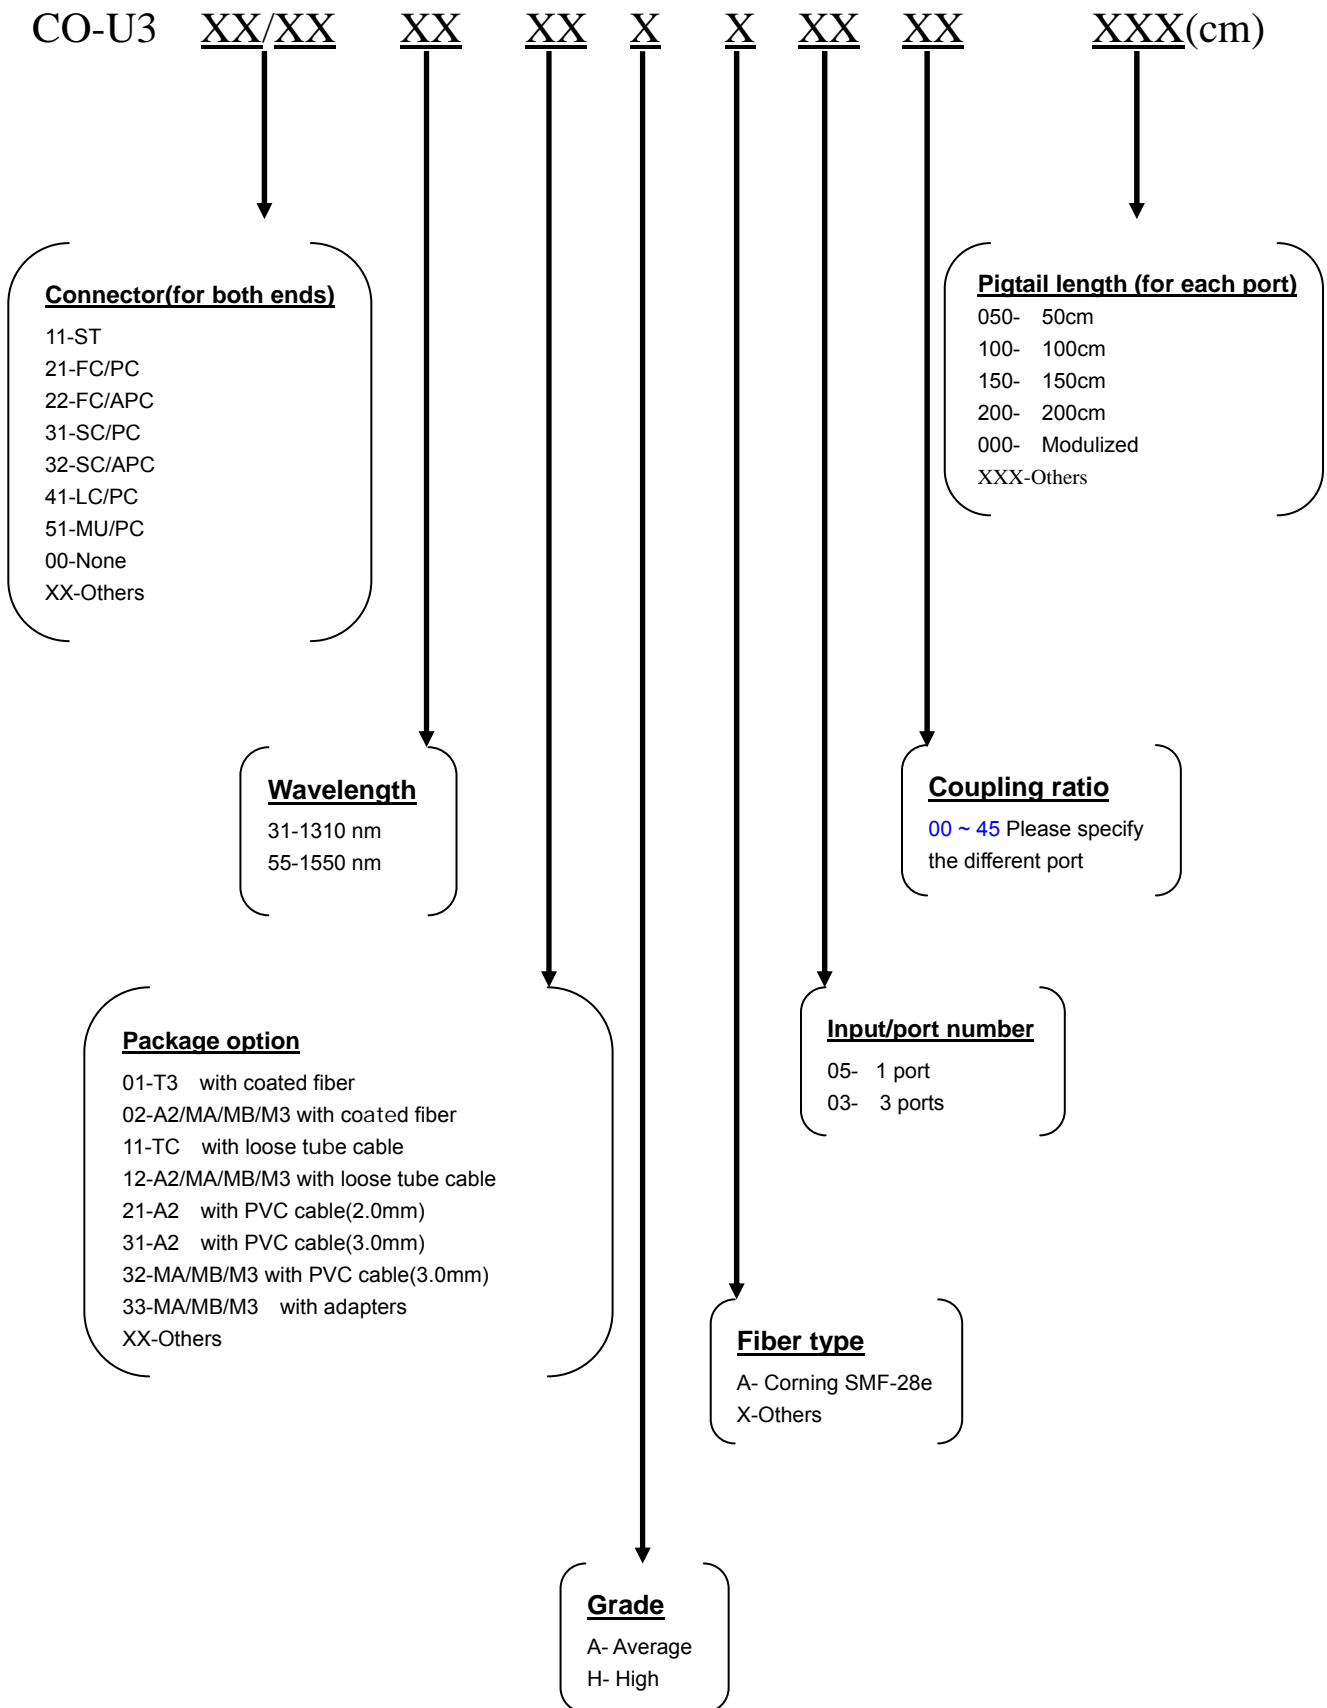 CO-U3 XX/XX XX XX X X XX XX XXX(cm)
Connector(for both ends)
11-ST
21-FC/PC
22-FC/APC
31-SC/PC
32-SC/APC
41-LC/PC
51-MU/PC
00-None
XX-Others
Pigtail length (for each port)
050- 50cm
100- 100cm
150- 150cm
200- 200cm
000- Modulized
XXX-Others
Wavelength
31-1310 nm
55-1550 nm
Coupling ratio
00 ~ 45 Please specify
the different port
Package option
01-T3 with coated fiber
02-A2/MA/MB/M3 with coated fiber
11-TC with loose tube cable
12-A2/MA/MB/M3 with loose tube cable
21-A2 with PVC cable(2.0mm)
31-A2 with PVC cable(3.0mm)
32-MA/MB/M3 with PVC cable(3.0mm)
33-MA/MB/M3 with adapters
XX-Others
Input/port number
05- 1 port
03- 3 ports
Fiber type
A- Corning SMF-28e
X-Others
Grade
A- Average
H- High